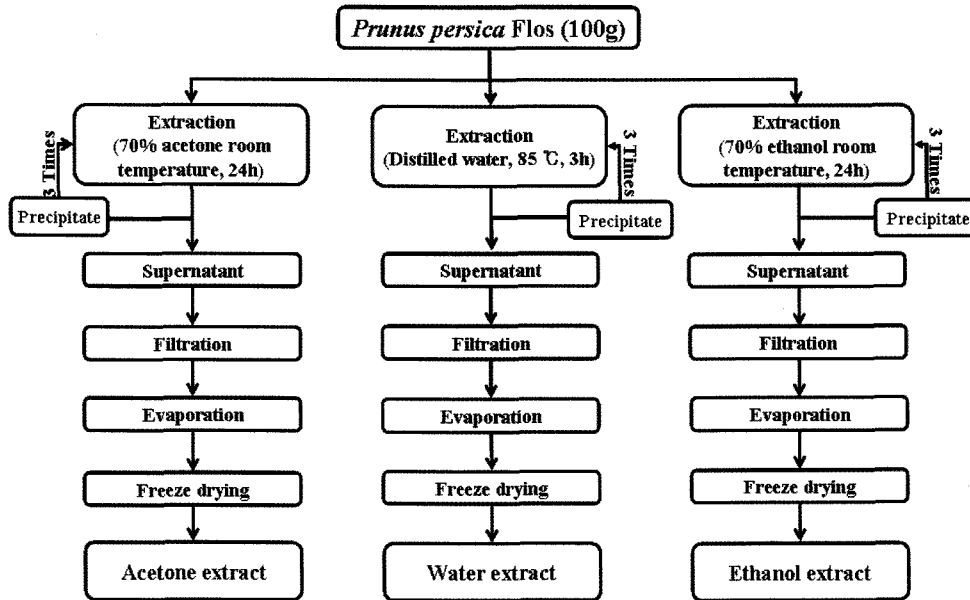 Prunus persica Flos (100g)
Extraction
(70% acetone room
temperature, 24h)
3 Times
Precipitate
Extraction
(Distilled water, 85 ℃, 3h)
3 Times
Precipitate
Extraction
(70% ethanol room
temperature, 24h)
3 Times
Precipitate
Supernatant
Supernatant
Supernatant
Filtration
Filtration
Filtration
Evaporation
Evaporation
Evaporation
Freeze drying
Freeze drying
Freeze drying
Acetone extract
Water extract
Ethanol extract